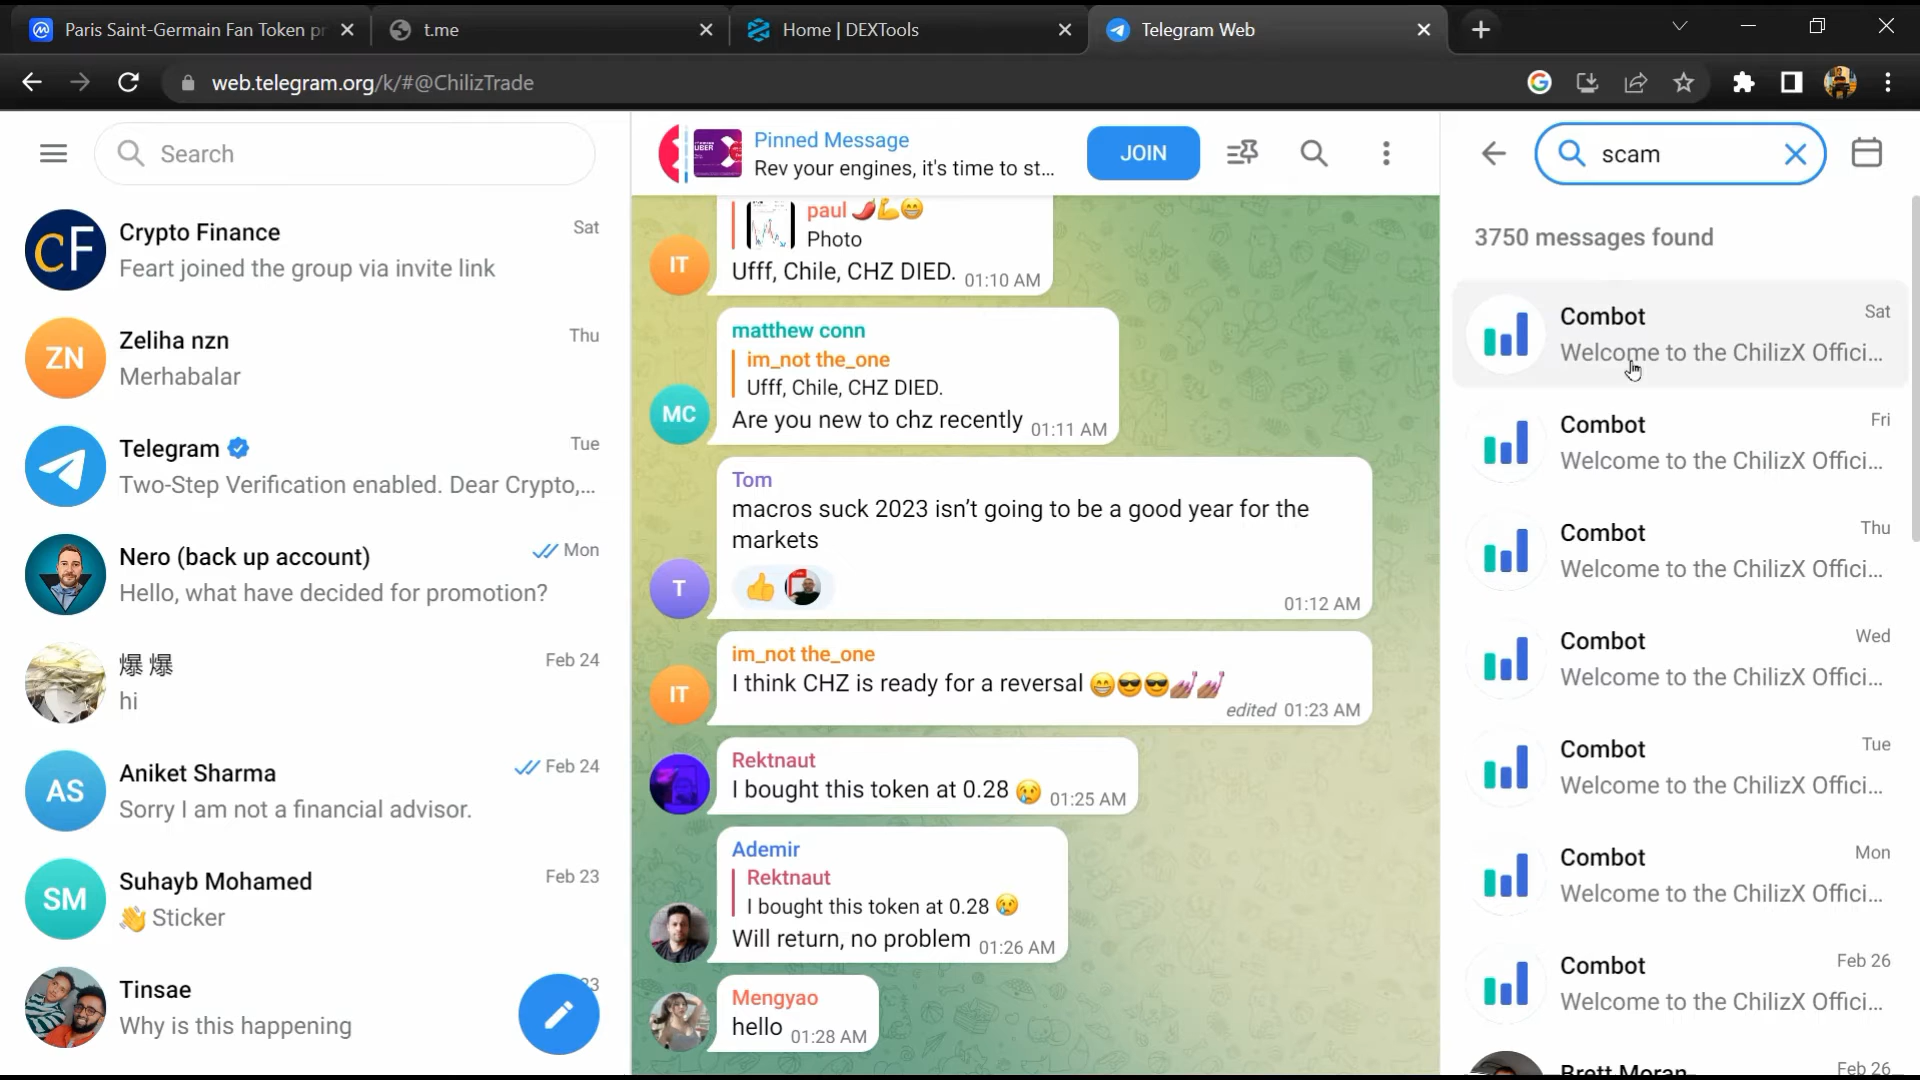 Paris Saint-Germain Fan Token pr
t.me
Home | DEXTools
Telegram Web
web.telegram.org/k/#@ChilizTrade
Search
Crypto Finance
Sat
Feart joined the group via invite link
ZN
Zeliha nzn
Thu
Merhabalar
Telegram
Tue
Two-Step Verification enabled. Dear Crypto,...
Nero (back up account)
Mon
Hello, what have decided for promotion?
爆 爆
Feb 24
hi
AS
Aniket Sharma
Feb 24
Sorry I am not a financial advisor.
SM
Suhayb Mohamed
Feb 23
👋 Sticker
Tinsae
23
Why is this happening
Pinned Message
Rev your engines, it's time to st...
JOIN
paul 🌶️💪😁
Photo
IT
Ufff, Chile, CHZ DIED. 01:10 AM
matthew conn
im_not the_one
Ufff, Chile, CHZ DIED.
MC
Are you new to chz recently 01:11 AM
Tom
macros suck 2023 isn't going to be a good year for the
markets
T
01:12 AM
im_not the_one
IT
I think CHZ is ready for a reversal 😁😎😎💅💅
edited 01:23 AM
Rektnaut
I bought this token at 0.28 😢 01:25 AM
Ademir
Rektnaut
I bought this token at 0.28 😢
Will return, no problem 01:26 AM
Mengyao
hello 01:28 AM
scam
3750 messages found
Combot
Sat
Welcome to the ChilizX Offici...
Combot
Fri
Welcome to the ChilizX Offici...
Combot
Thu
Welcome to the ChilizX Offici...
Combot
Wed
Welcome to the ChilizX Offici...
Combot
Tue
Welcome to the ChilizX Offici...
Combot
Mon
Welcome to the ChilizX Offici...
Combot
Feb 26
Welcome to the ChilizX Offici...
Brett Moran
Feb 26